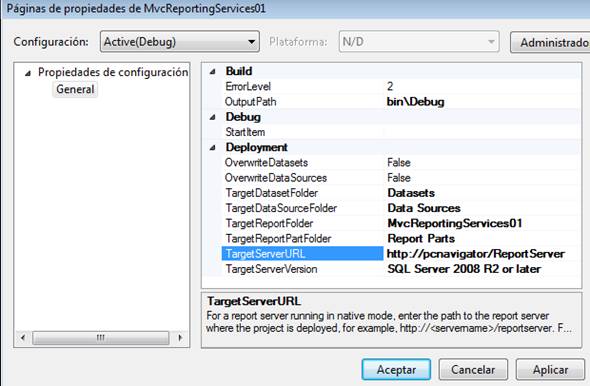 Páginas de propiedades de MvcReportingServices01
Configuración: Active(Debug) Plataforma: N/D Administrado
Propiedades de configuración
General
Build
ErrorLevel 2
OutputPath bin\Debug
Debug
StartItem
Deployment
OverwriteDatasets False
OverwriteDataSources False
TargetDatasetFolder Datasets
TargetDataSourceFolder Data Sources
TargetReportFolder MvcReportingServices01
TargetReportPartFolder Report Parts
TargetServerURL http://pcnavigator/ReportServer
TargetServerVersion SQL Server 2008 R2 or later
TargetServerURL
For a report server running in native mode, enter the path to the report server
where the project is deployed, for example, http://<servername>/reportserver. F...
Aceptar Cancelar Aplicar